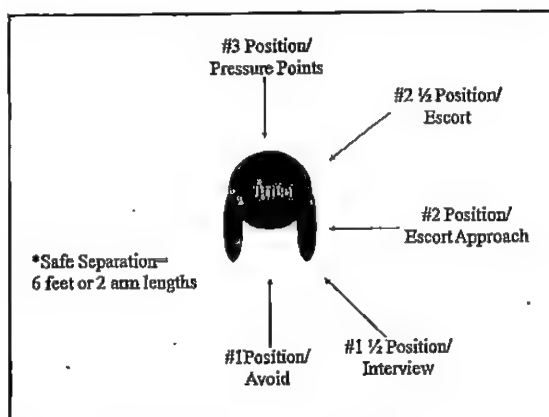 #3 Position/
Pressure Points
#2 ½ Position/
Escort
#2 Position/
Escort Approach
*Safe Separation=
6 feet or 2 arm lengths
#1Position/
Avoid
#1 ½ Position/
Interview